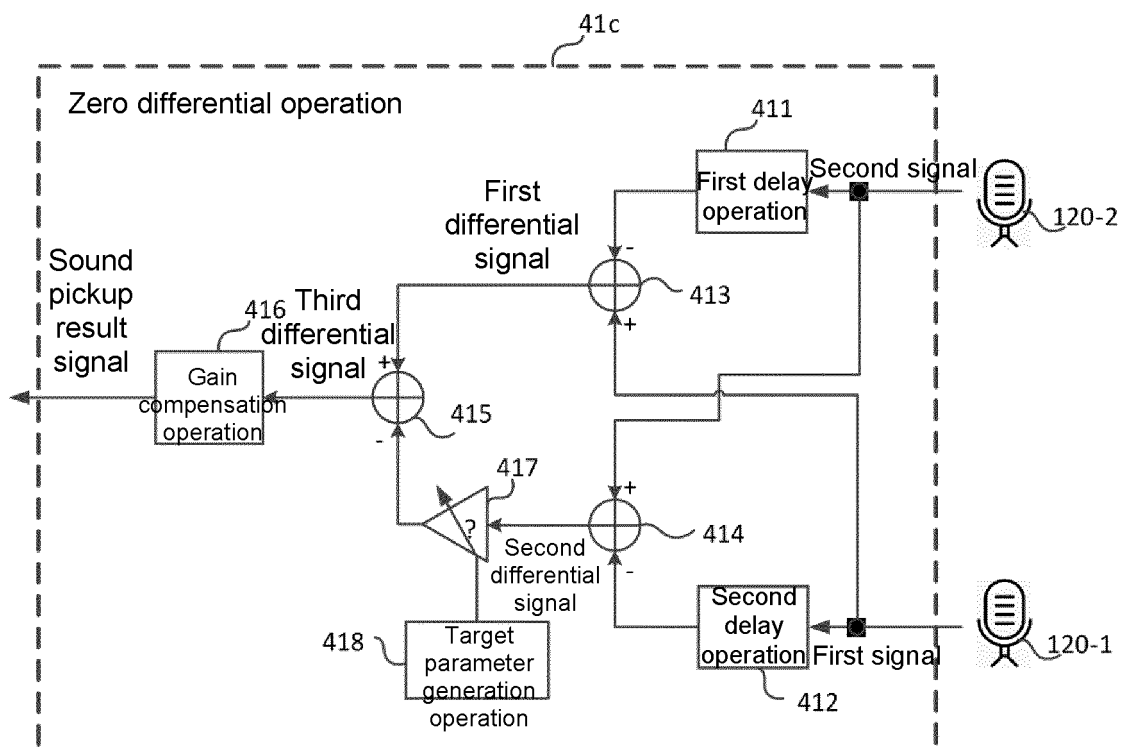 41c
Zero differential operation
411
First delay
operation
Second signal
120-2
First
differential
signal
-
413
+
Sound
pickup
result
signal
416
Gain
compensation
operation
Third
differential
signal
+
415
-
417
?
+
414
-
Second
differential
signal
418
Target
parameter
generation
operation
Second
delay
operation
412
First signal
120-1